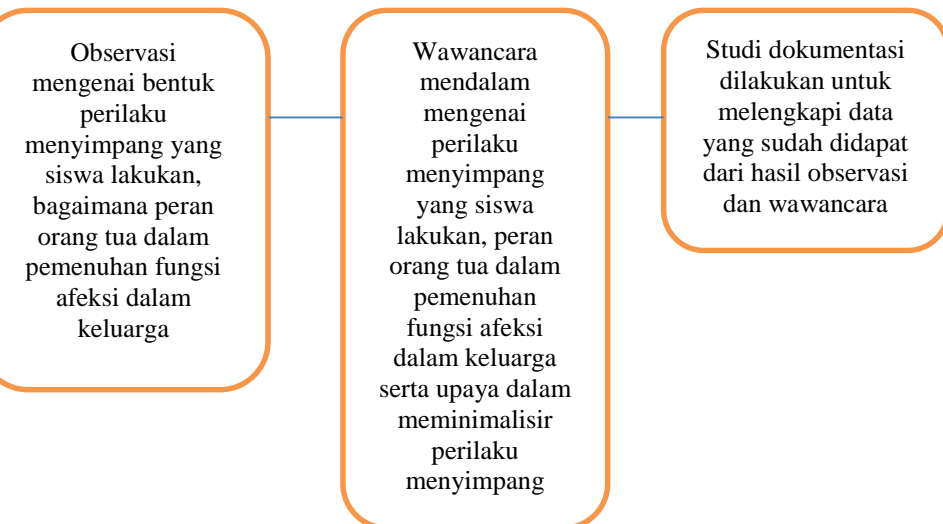 Observasi
mengenai bentuk
perilaku
menyimpang yang
siswa lakukan,
bagaimana peran
orang tua dalam
pemenuhan fungsi
afeksi dalam
keluarga
Wawancara
mendalam
mengenai
perilaku
menyimpang
yang siswa
lakukan, peran
orang tua dalam
pemenuhan
fungsi afeksi
dalam keluarga
serta upaya dalam
meminimalisir
perilaku
menyimpang
Studi dokumentasi
dilakukan untuk
melengkapi data
yang sudah didapat
dari hasil observasi
dan wawancara